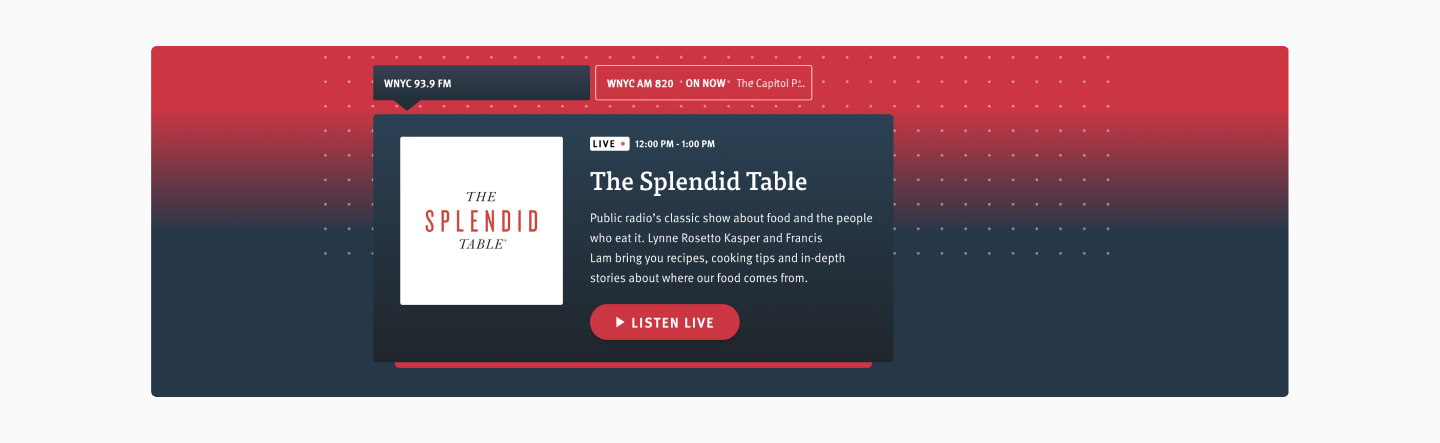 WNYC 93.9 FM
WNYC AM 820 • ON NOW • The Capitol P...
LIVE • 12:00 PM - 1:00 PM
The Splendid Table
THE
SPLENDID
TABLE®
Public radio’s classic show about food and the people
who eat it. Lynne Rosetto Kasper and Francis
Lam bring you recipes, cooking tips and in-depth
stories about where our food comes from.
LISTEN LIVE